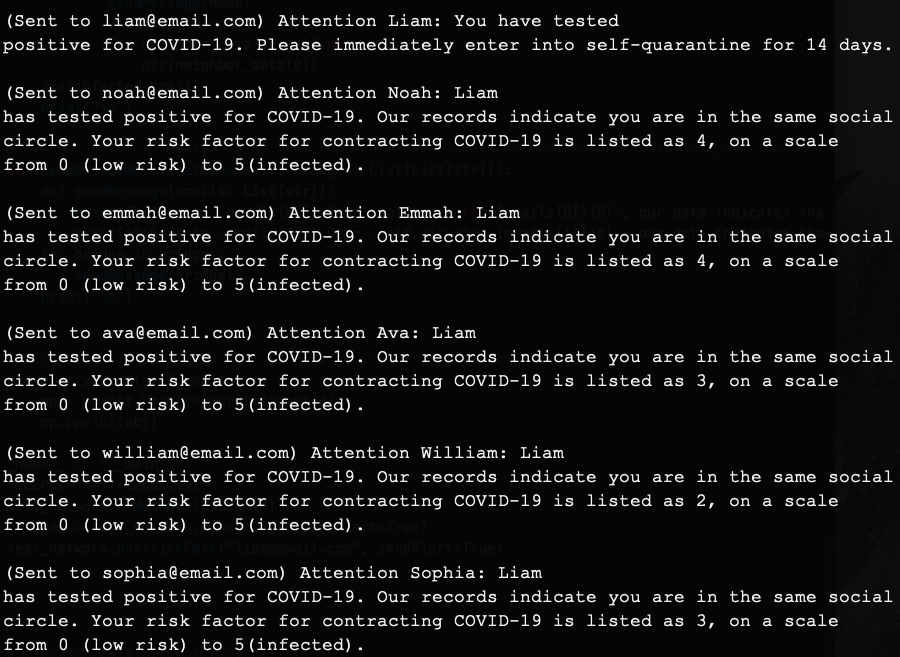 (Sent to liam@email.com) Attention Liam: You have tested
positive for COVID-19. Please immediately enter into self-quarantine for 14 days.
(Sent to noah@email.com) Attention Noah: Liam
has tested positive for COVID-19. Our records indicate you are in the same social
circle. Your risk factor for contracting COVID-19 is listed as 4, on a scale
from 0 (low risk) to 5(infected).
(Sent to emmah@email.com) Attention Emmah: Liam
has tested positive for COVID-19. Our records indicate you are in the same social
circle. Your risk factor for contracting COVID-19 is listed as 4, on a scale
from 0 (low risk) to 5(infected).
(Sent to ava@email.com) Attention Ava: Liam
has tested positive for COVID-19. Our records indicate you are in the same social
circle. Your risk factor for contracting COVID-19 is listed as 3, on a scale
from 0 (low risk) to 5(infected).
(Sent to william@email.com) Attention William: Liam
has tested positive for COVID-19. Our records indicate you are in the same social
circle. Your risk factor for contracting COVID-19 is listed as 2, on a scale
from 0 (low risk) to 5(infected).
test_network.positiveCase("liam@email.com", sendAlert=True)
(Sent to sophia@email.com) Attention Sophia: Liam
has tested positive for COVID-19. Our records indicate you are in the same social
circle. Your risk factor for contracting COVID-19 is listed as 3, on a scale
from 0 (low risk) to 5(infected).